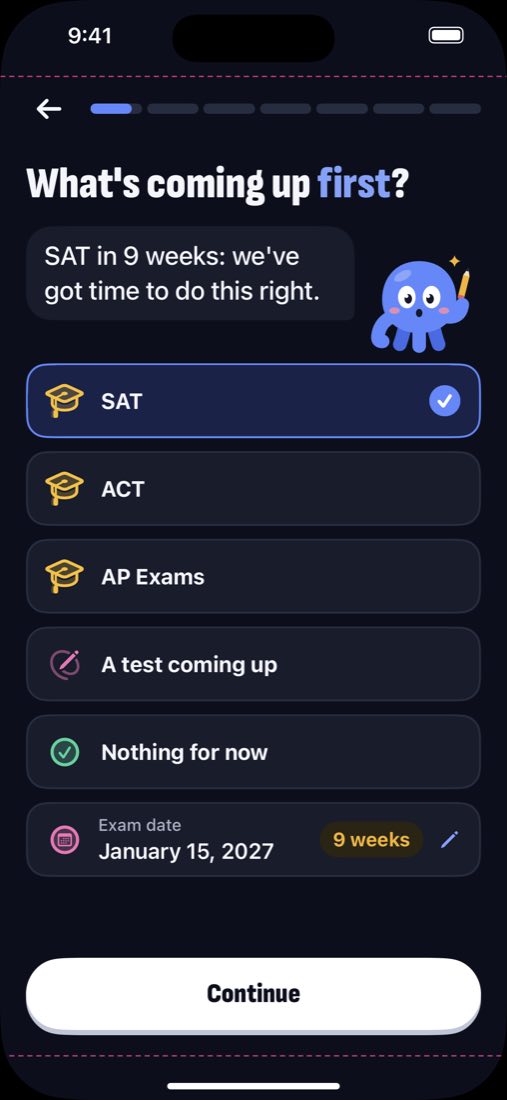 9:41
What's coming up first?
SAT in 9 weeks: we've
got time to do this right.
SAT
ACT
AP Exams
A test coming up
Nothing for now
Exam date
January 15, 2027
9 weeks
Continue